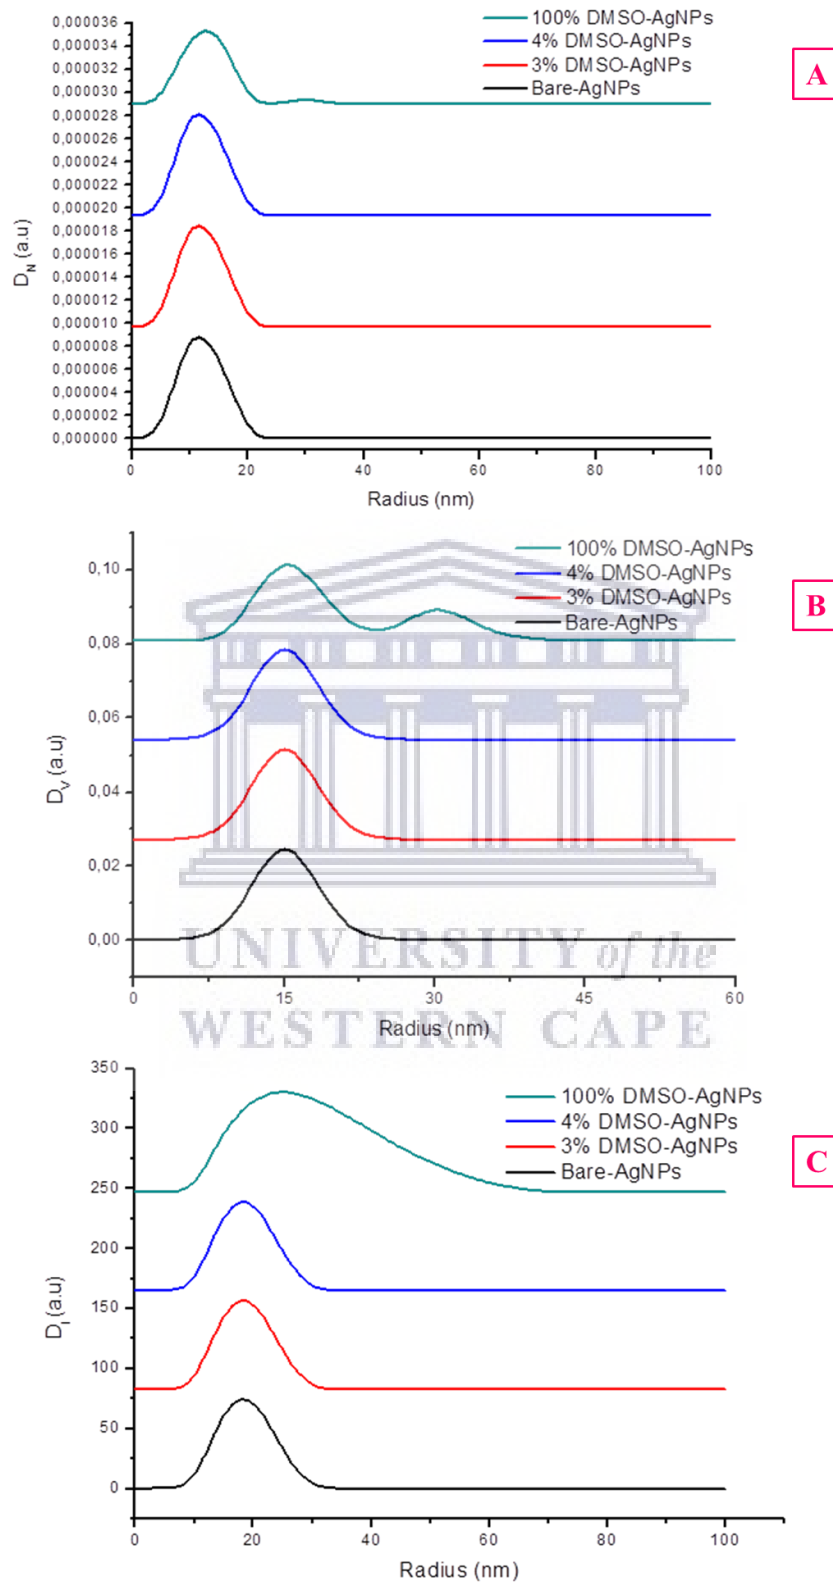 100% DMSO-AgNPs
4% DMSO-AgNPs
3% DMSO-AgNPs
Bare-AgNPs
A
0,000036
0,000034
0,000032
0,000030
0,000028
0,000026
0,000024
0,000022
0,000020
0,000018
0,000016
0,000014
0,000012
0,000010
0,000008
0,000006
0,000004
0,000002
0,000000
D_N (a.u)
0 20 40 60 80 100
Radius (nm)
100% DMSO-AgNPs
4% DMSO-AgNPs
3% DMSO-AgNPs
Bare-AgNPs
B
0,10
0,08
0,06
0,04
0,02
0,00
D_V (a.u)
UNIVERSITY of the
0 15 30 45 60
Radius (nm)
WESTERN CAPE
350
300
250
200
150
100
50
0
100% DMSO-AgNPs
4% DMSO-AgNPs
3% DMSO-AgNPs
Bare-AgNPs
C
D_I (a.u)
0 20 40 60 80 100
Radius (nm)